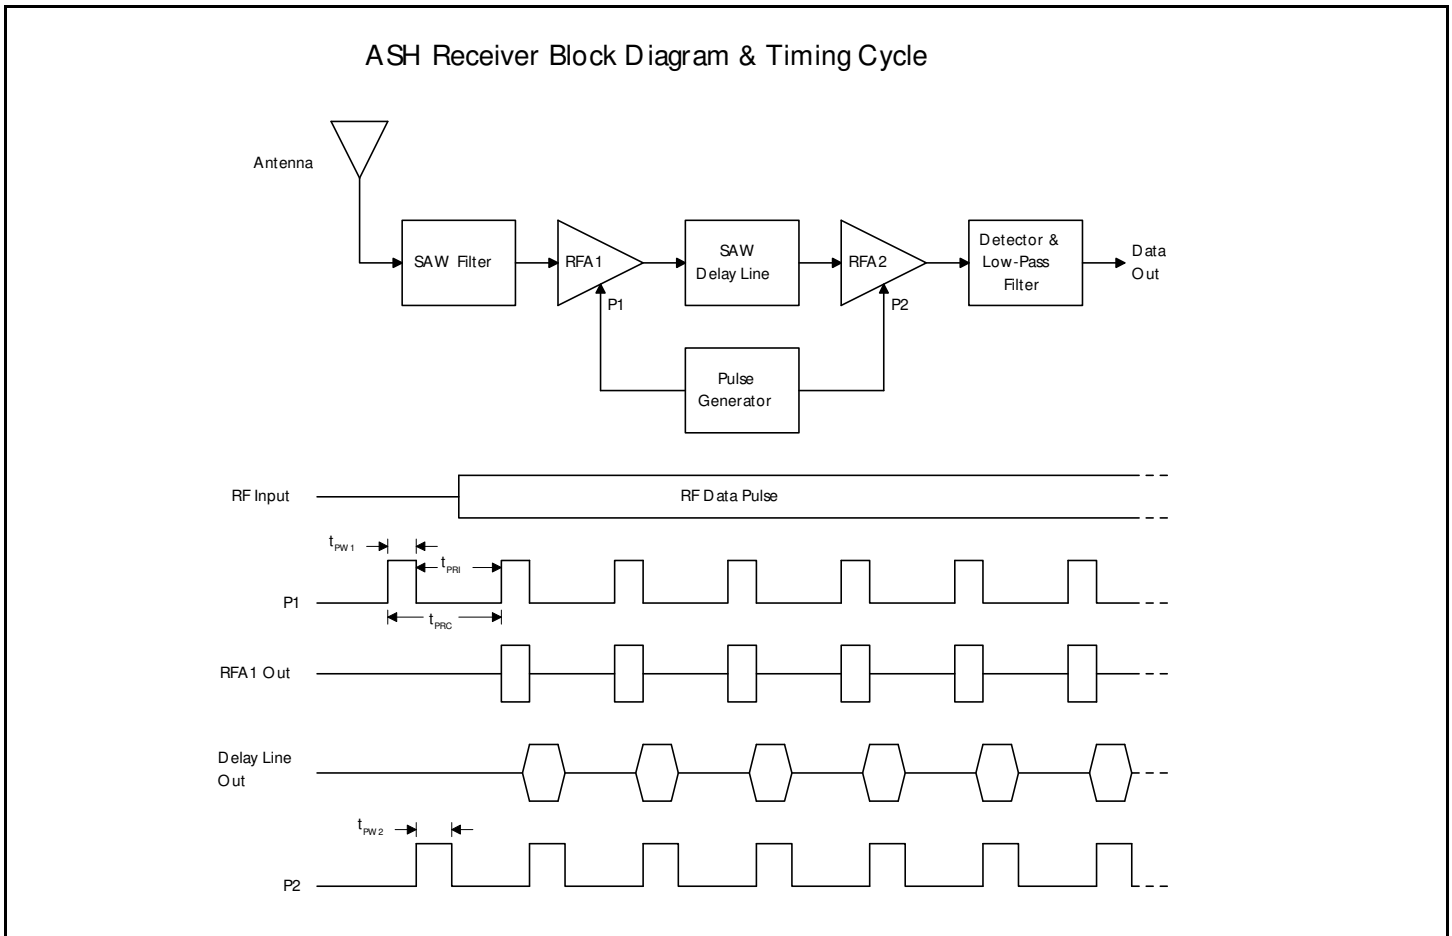 ASH Receiver Block Diagram & Timing Cycle
Antenna
SAW Filter
RFA1
SAW
Delay Line
RFA2
Detector &
Low-Pass
Filter
Data
Out
P1
P2
Pulse
Generator
RF Input
RF Data Pulse
tPW1
tPRI
P1
tPRC
RFA1 Out
Delay Line
Out
tPW2
P2